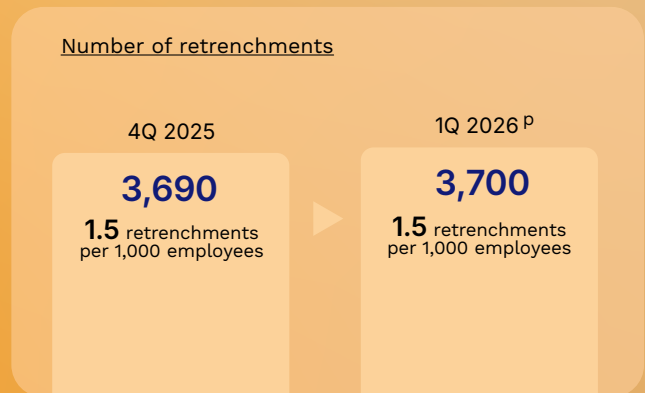 Number of retrenchments
4Q 2025
3,690
1.5 retrenchments
per 1,000 employees
1Q 2026 p
3,700
1.5 retrenchments
per 1,000 employees